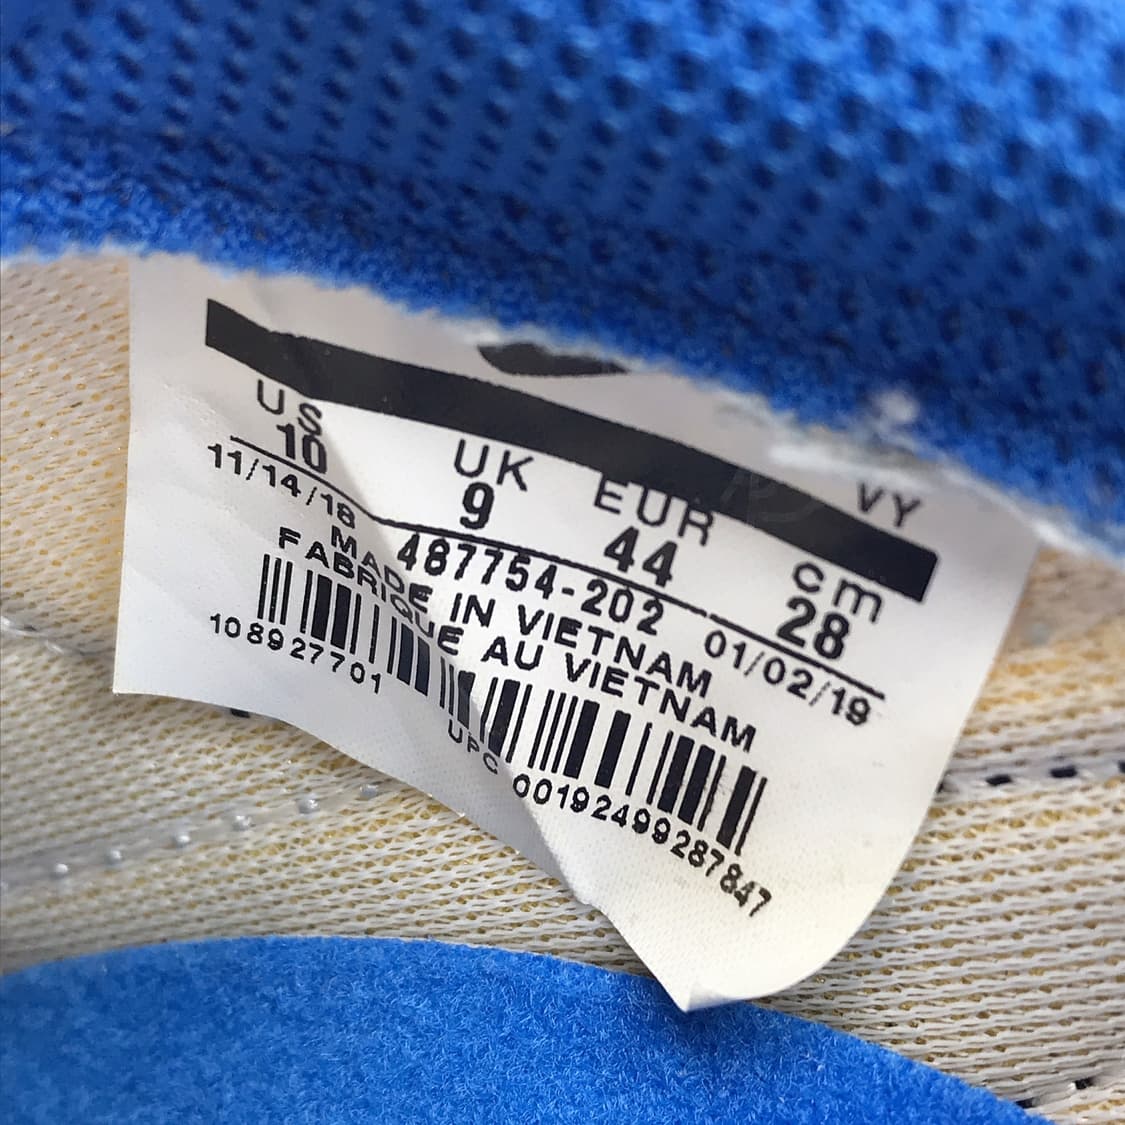 VY
US UK EUR cm
10 9 44 28
11/14/18 487754-202 01/02/19
MADE IN VIETNAM
FABRIQUE AU VIETNAM
1089277701
UPC 00192499287847